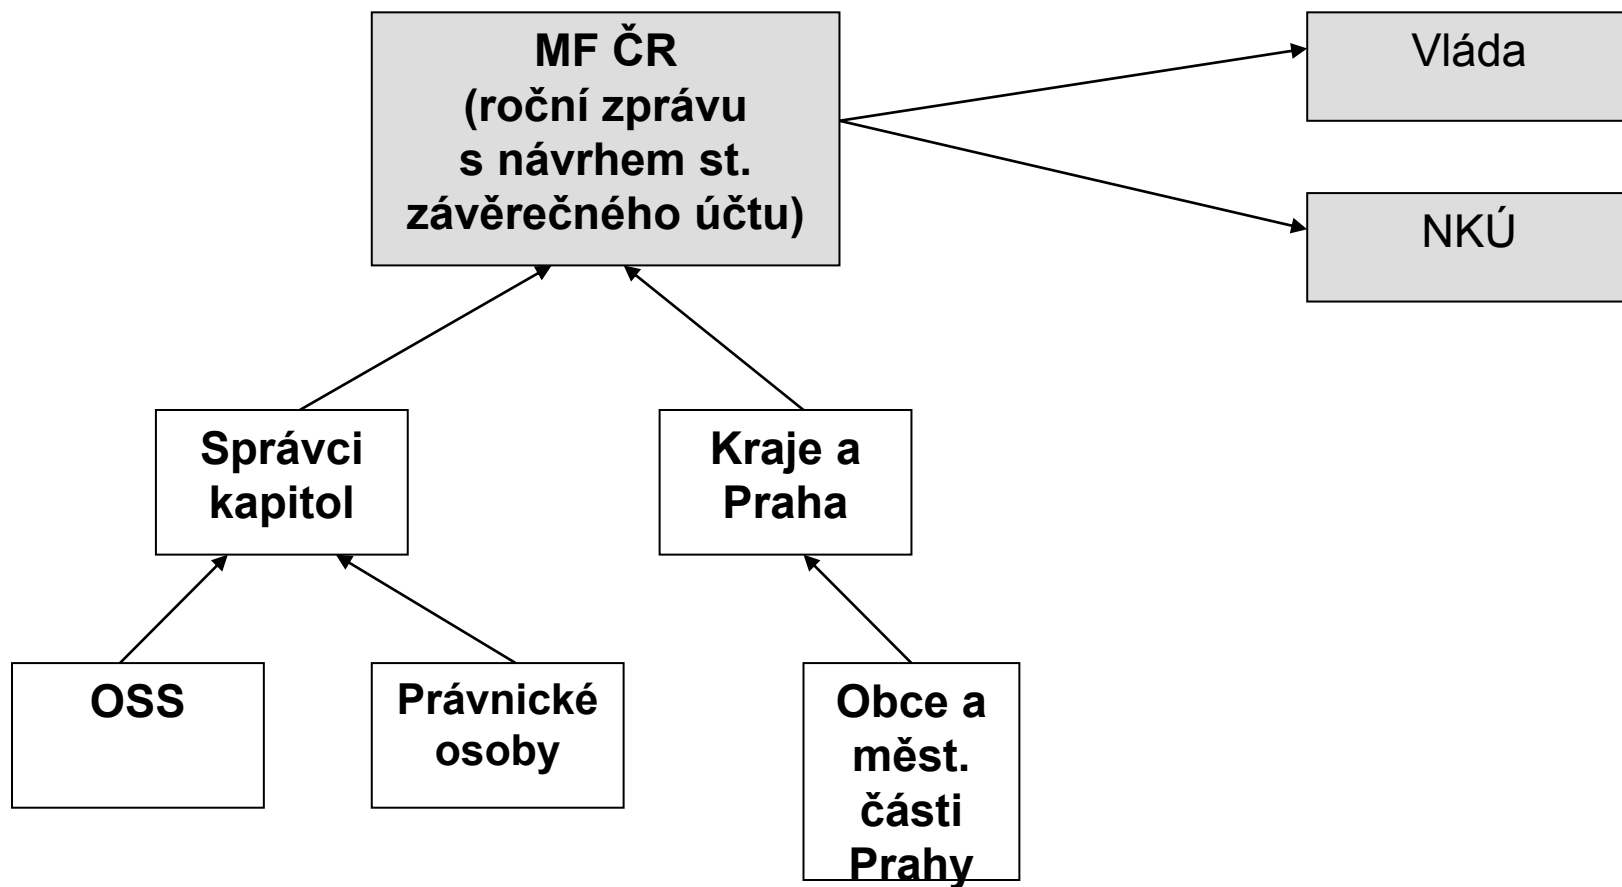 MF ČR
(roční zprávu
s návrhem st.
závěrečného účtu)
Vláda
NKÚ
Správci
kapitol
Kraje a
Praha
OSS
Právnické
osoby
Obce a
měst.
části
Prahy